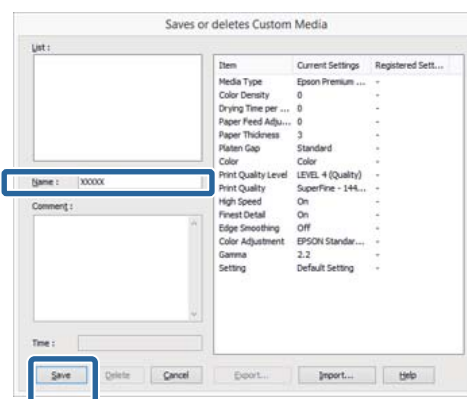 Saves or deletes Custom Media
List :
Item Current Settings Registered Sett...
Media Type Epson Premium ... -
Color Density 0 -
Drying Time per ... 0 -
Paper Feed Adju... 0 -
Paper Thickness 3 -
Platen Gap Standard -
Color Color -
Print Quality Level LEVEL 4 (Quality) -
Print Quality SuperFine - 144... -
High Speed On -
Finest Detail On -
Edge Smoothing Off -
Color Adjustment EPSON Standar... -
Gamma 2.2 -
Setting Default Setting -
Name : XXXXX
Comment :
Time :
Save Delete Cancel Export... Import... Help